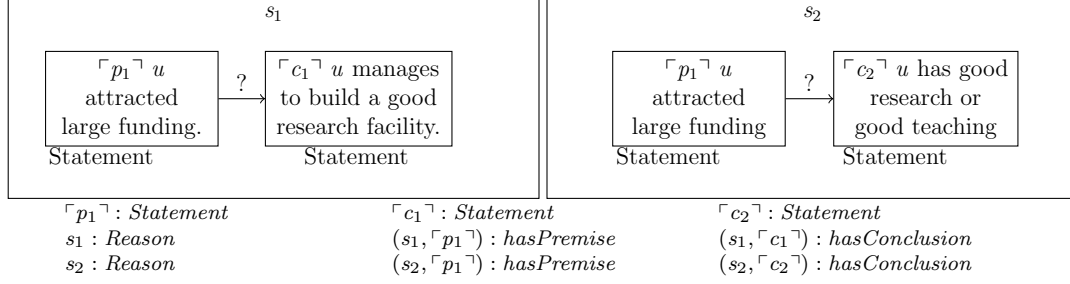 s₁
⌜p₁⌝ u
attracted
large funding.
Statement
?
⌜c₁⌝ u manages
to build a good
research facility.
Statement
s₂
⌜p₁⌝ u
attracted
large funding
Statement
?
⌜c₂⌝ u has good
research or
good teaching
Statement
⌜p₁⌝ : Statement
⌜c₁⌝ : Statement
⌜c₂⌝ : Statement
s₁ : Reason
(s₁, ⌜p₁⌝) : hasPremise
(s₁, ⌜c₁⌝) : hasConclusion
s₂ : Reason
(s₂, ⌜p₁⌝) : hasPremise
(s₂, ⌜c₂⌝) : hasConclusion